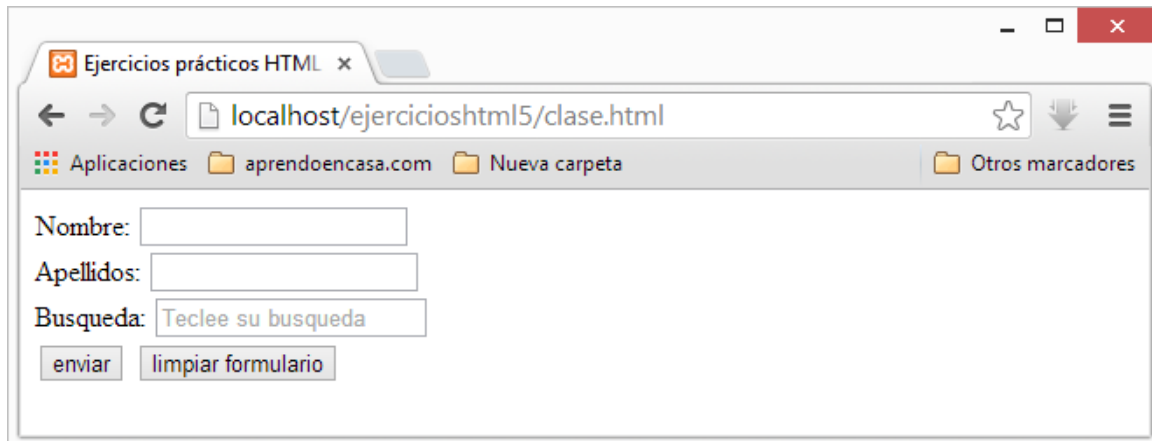 Ejercicios prácticos HTML
localhost/ejercicioshtml5/clase.html
Aplicaciones aprendoencasa.com Nueva carpeta Otros marcadores
Nombre:
Apellidos:
Busqueda: Teclee su busqueda
enviar limpiar formulario